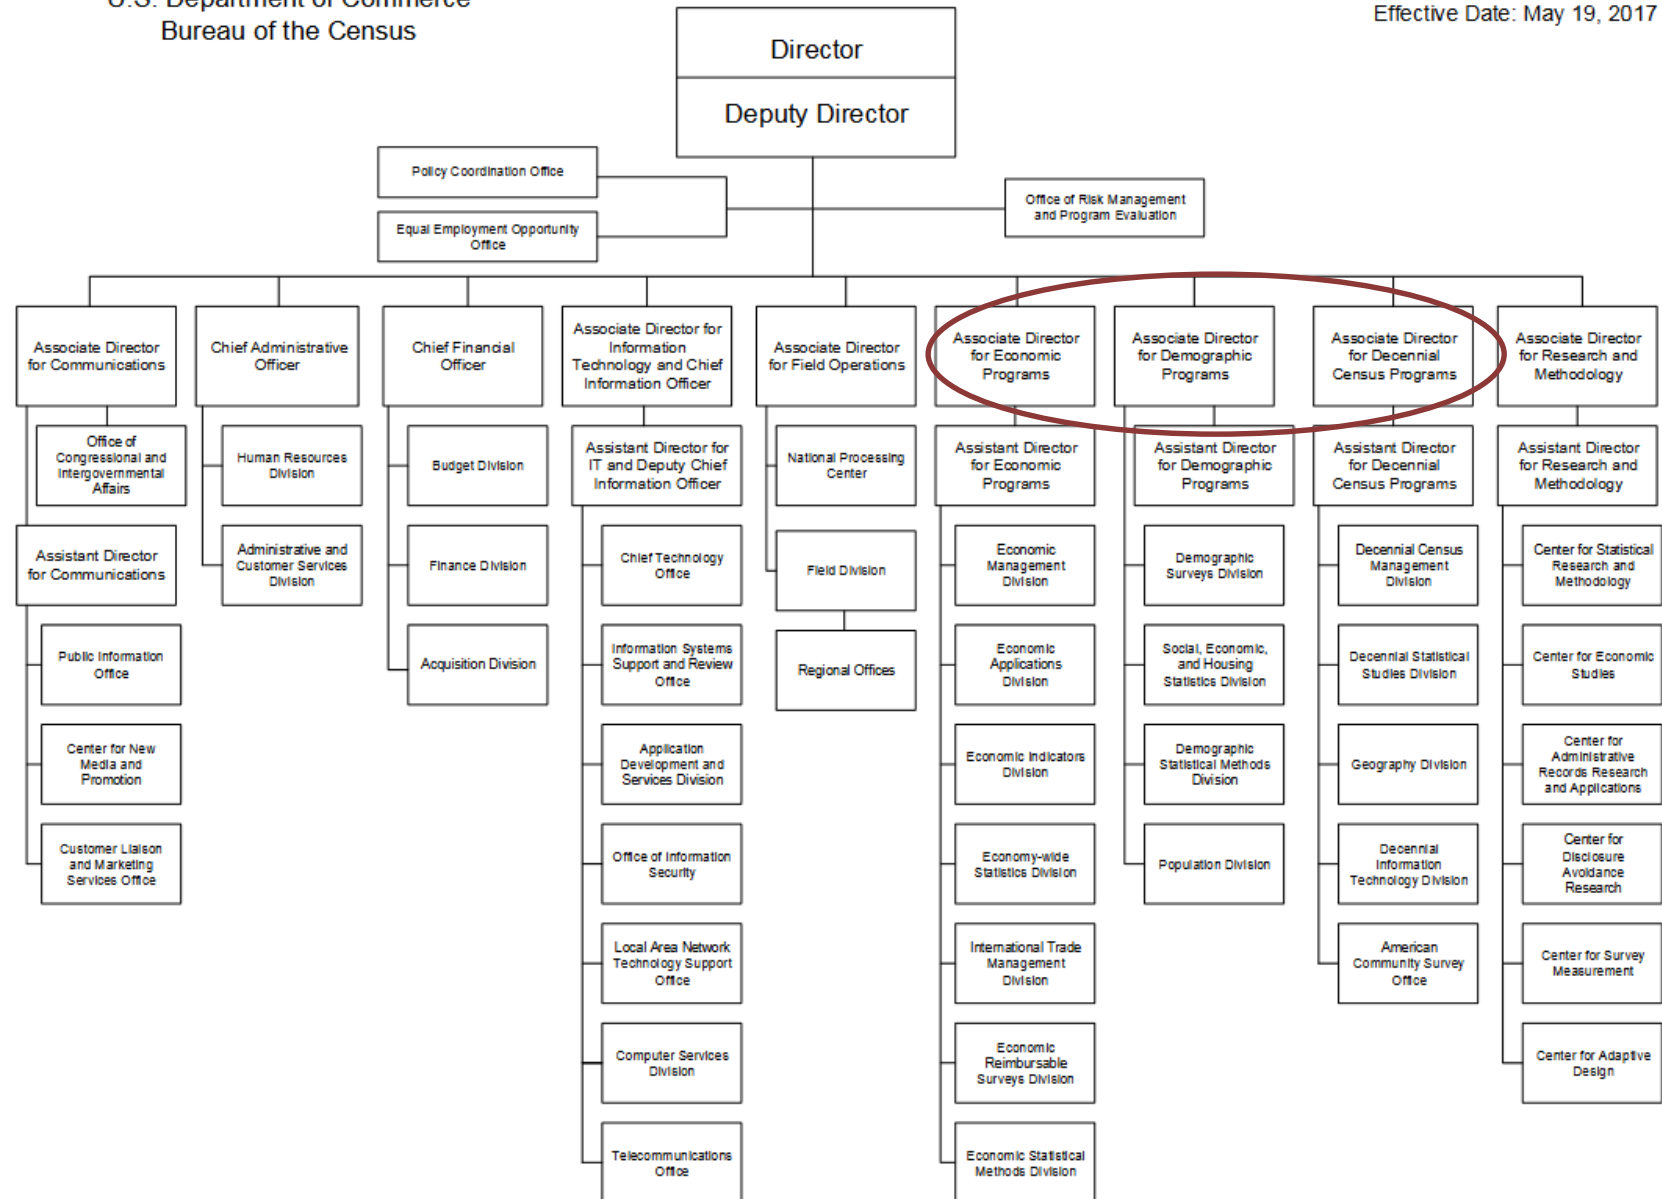 U.S. Department of Commerce
Bureau of the Census
Effective Date: May 19, 2017
Director
Deputy Director
Policy Coordination Office
Equal Employment Opportunity
Office
Office of Risk Management
and Program Evaluation
Associate Director
for Communications
Chief Administrative
Officer
Chief Financial
Officer
Associate Director for
Information
Technology and Chief
Information Officer
Associate Director
for Field Operations
Associate Director
for Economic
Programs
Associate Director
for Demographic
Programs
Associate Director
for Decennial
Census Programs
Associate Director
for Research and
Methodology
Office of
Congressional and
Intergovernmental
Affairs
Assistant Director
for Communications
Public Information
Office
Center for New
Media and
Promotion
Customer Liaison
and Marketing
Services Office
Human Resources
Division
Administrative and
Customer Services
Division
Budget Division
Finance Division
Acquisition Division
Assistant Director for
IT and Deputy Chief
Information Officer
Chief Technology
Office
Information Systems
Support and Review
Office
Application
Development and
Services Division
Office of Information
Security
Local Area Network
Technology Support
Office
Computer Services
Division
Telecommunications
Office
National Processing
Center
Field Division
Regional Offices
Assistant Director
for Economic
Programs
Economic
Management
Division
Economic
Applications
Division
Economic Indicators
Division
Economy-wide
Statistics Division
International Trade
Management
Division
Economic
Reimbursable
Surveys Division
Economic Statistical
Methods Division
Assistant Director
for Demographic
Programs
Demographic
Surveys Division
Social, Economic,
and Housing
Statistics Division
Demographic
Statistical Methods
Division
Population Division
Assistant Director
for Decennial
Census Programs
Decennial Census
Management
Division
Decennial Statistical
Studies Division
Geography Division
Decennial
Information
Technology Division
American
Community Survey
Office
Assistant Director
for Research and
Methodology
Center for Statistical
Research and
Methodology
Center for Economic
Studies
Center for
Administrative
Records Research
and Applications
Center for
Disclosure
Avoidance
Research
Center for Survey
Measurement
Center for Adaptive
Design